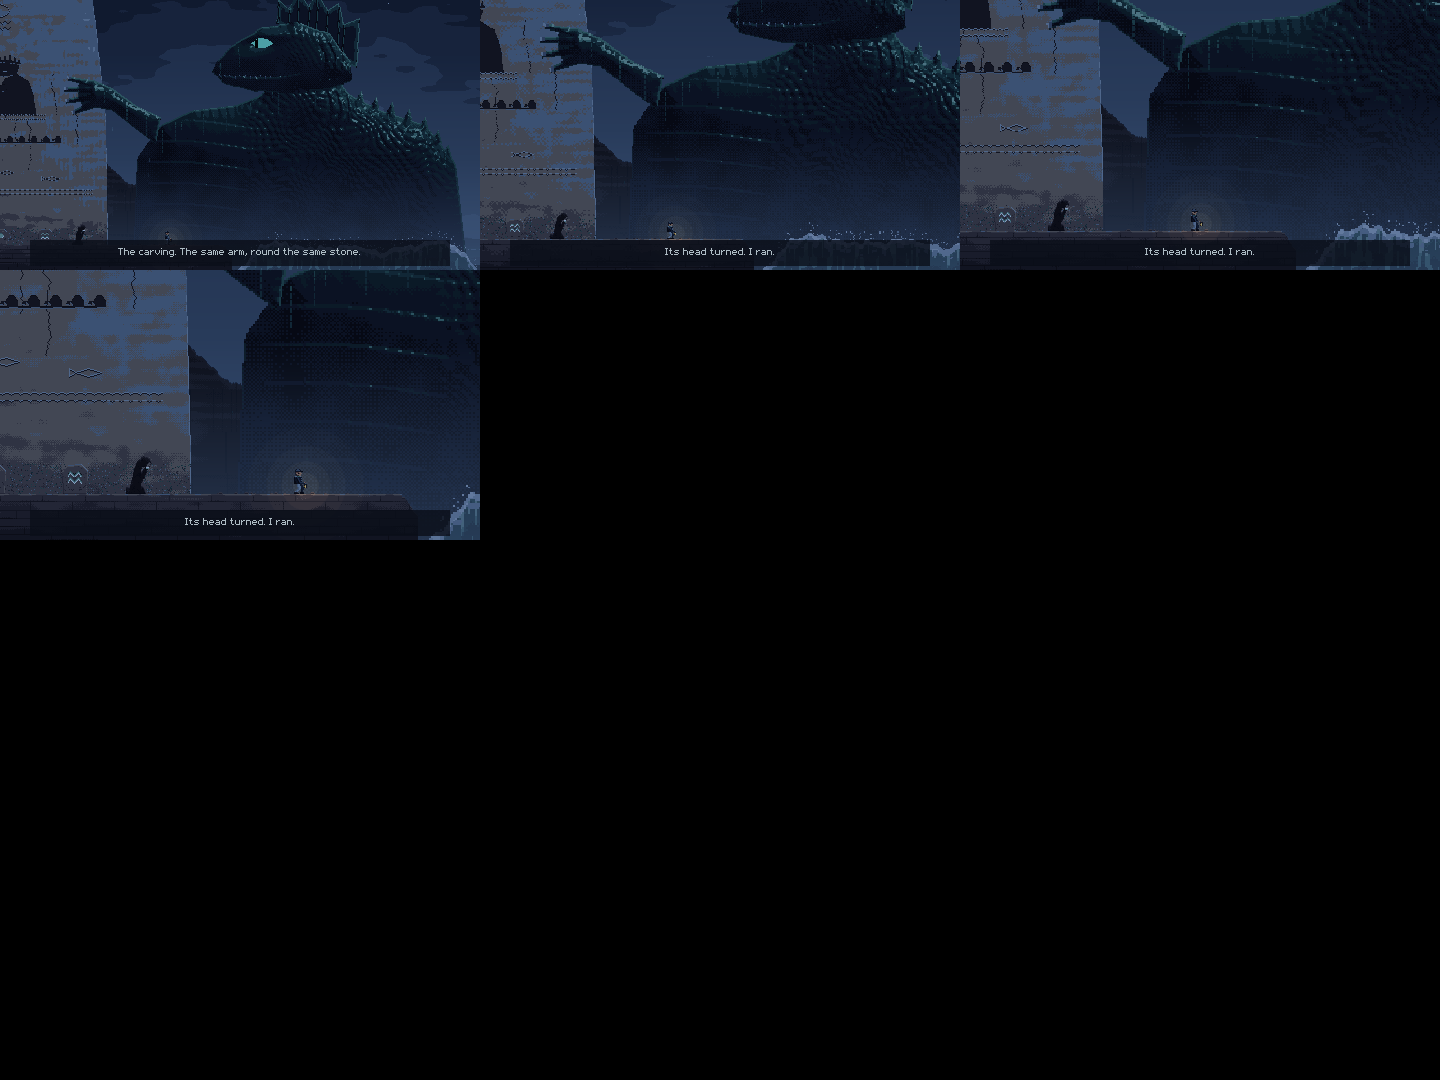 The carving. The same arm, round the same stone.
Its head turned. I ran.
Its head turned. I ran.
Its head turned. I ran.